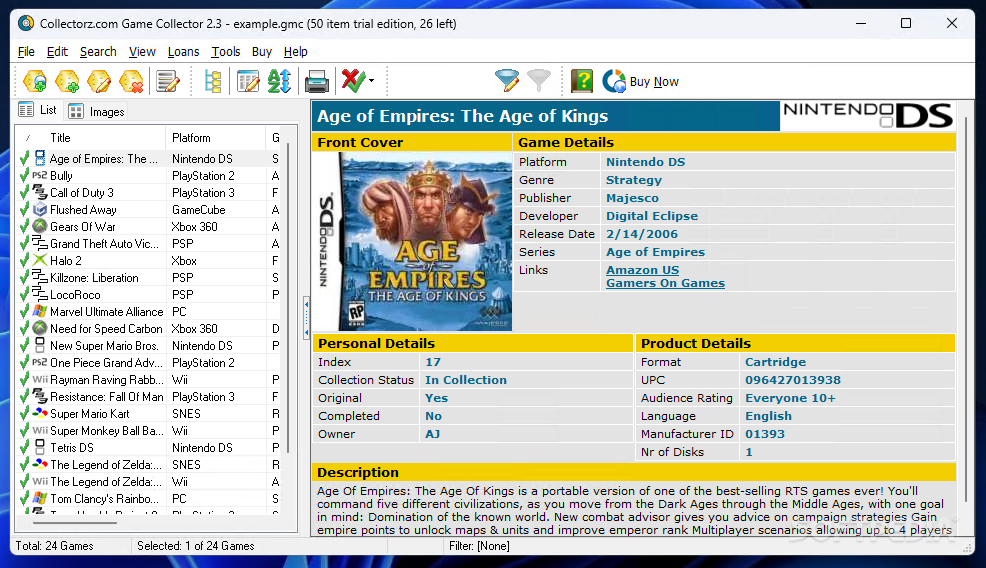 Collectorz.com Game Collector 2.3 - example.gmc (50 item trial edition, 26 left)
File Edit Search View Loans Tools Buy Help
Buy Now
List Images
Title Platform G
Age of Empires: The ... Nintendo DS S
PS2 Bully PlayStation 2 A
Call of Duty 3 PlayStation 3 F
Flushed Away GameCube A
Gears Of War Xbox 360 A
Grand Theft Auto Vic... PSP A
Halo 2 Xbox F
Killzone: Liberation PSP S
LocoRoco PSP P
Marvel Ultimate Alliance PC
Need for Speed Carbon Xbox 360 D
New Super Mario Bros. Nintendo DS P
PS2 One Piece Grand Adv... PlayStation 2
Wii Rayman Raving Rabb... Wii P
Resistance: Fall Of Man PlayStation 3 F
Super Mario Kart SNES R
Wii Super Monkey Ball Ba... Wii P
Tetris DS Nintendo DS P
The Legend of Zelda:... SNES R
Wii The Legend of Zelda:... Wii A
Tom Clancy's Rainbo... PC S
Age of Empires: The Age of Kings
NINTENDO DS
Front Cover
NINTENDO DS
AGE
of
EMPIRES
THE AGE OF KINGS
RP
MAJESCO
Game Details
Platform Nintendo DS
Genre Strategy
Publisher Majesco
Developer Digital Eclipse
Release Date 2/14/2006
Series Age of Empires
Links Amazon US
Gamers On Games
Personal Details
Index 17
Collection Status In Collection
Original Yes
Completed No
Owner AJ
Product Details
Format Cartridge
UPC 096427013938
Audience Rating Everyone 10+
Language English
Manufacturer ID 01393
Nr of Disks 1
Description
Age Of Empires: The Age Of Kings is a portable version of one of the best-selling RTS games ever! You'll
command five different civilizations, as you move from the Dark Ages through the Middle Ages, with one goal
in mind: Domination of the known world. New combat advisor gives you advice on campaign strategies Gain
empire points to unlock maps & units and improve emperor rank Multiplayer scenarios allowing up to 4 players
SOFTPEDIA
Total: 24 Games Selected: 1 of 24 Games Filter: [None]